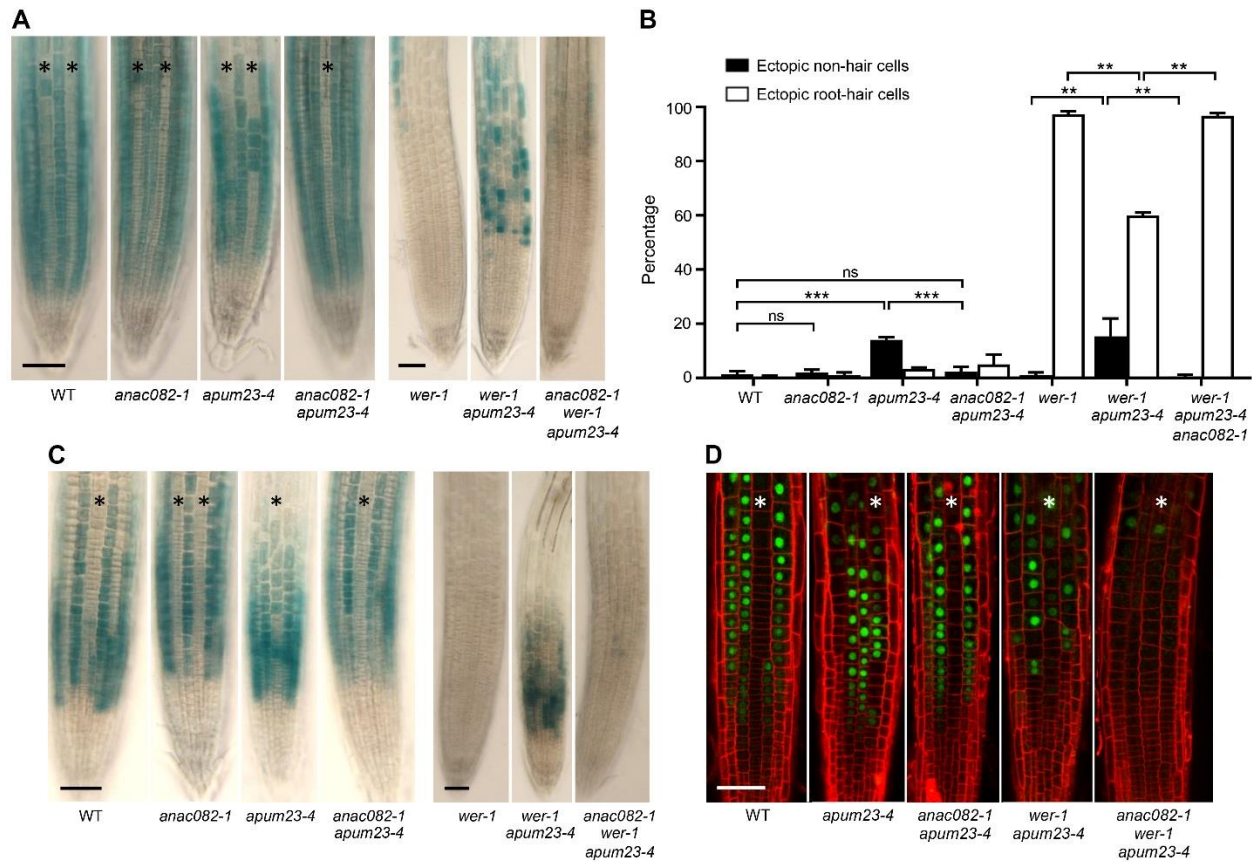 A
* * * * * * *
WT
anac082-1
apum23-4
anac082-1
apum23-4
wer-1
wer-1
apum23-4
anac082-1
wer-1
apum23-4
B
Ectopic non-hair cells
Ectopic root-hair cells
Percentage
100
80
60
40
20
0
ns
***
***
ns
**
**
**
**
WT
anac082-1
apum23-4
anac082-1
apum23-4
wer-1
wer-1
apum23-4
wer-1
apum23-4
anac082-1
C
* * * * *
WT
anac082-1
apum23-4
anac082-1
apum23-4
wer-1
wer-1
apum23-4
anac082-1
wer-1
apum23-4
D
* * * * *
WT
apum23-4
anac082-1
apum23-4
wer-1
apum23-4
anac082-1
wer-1
apum23-4